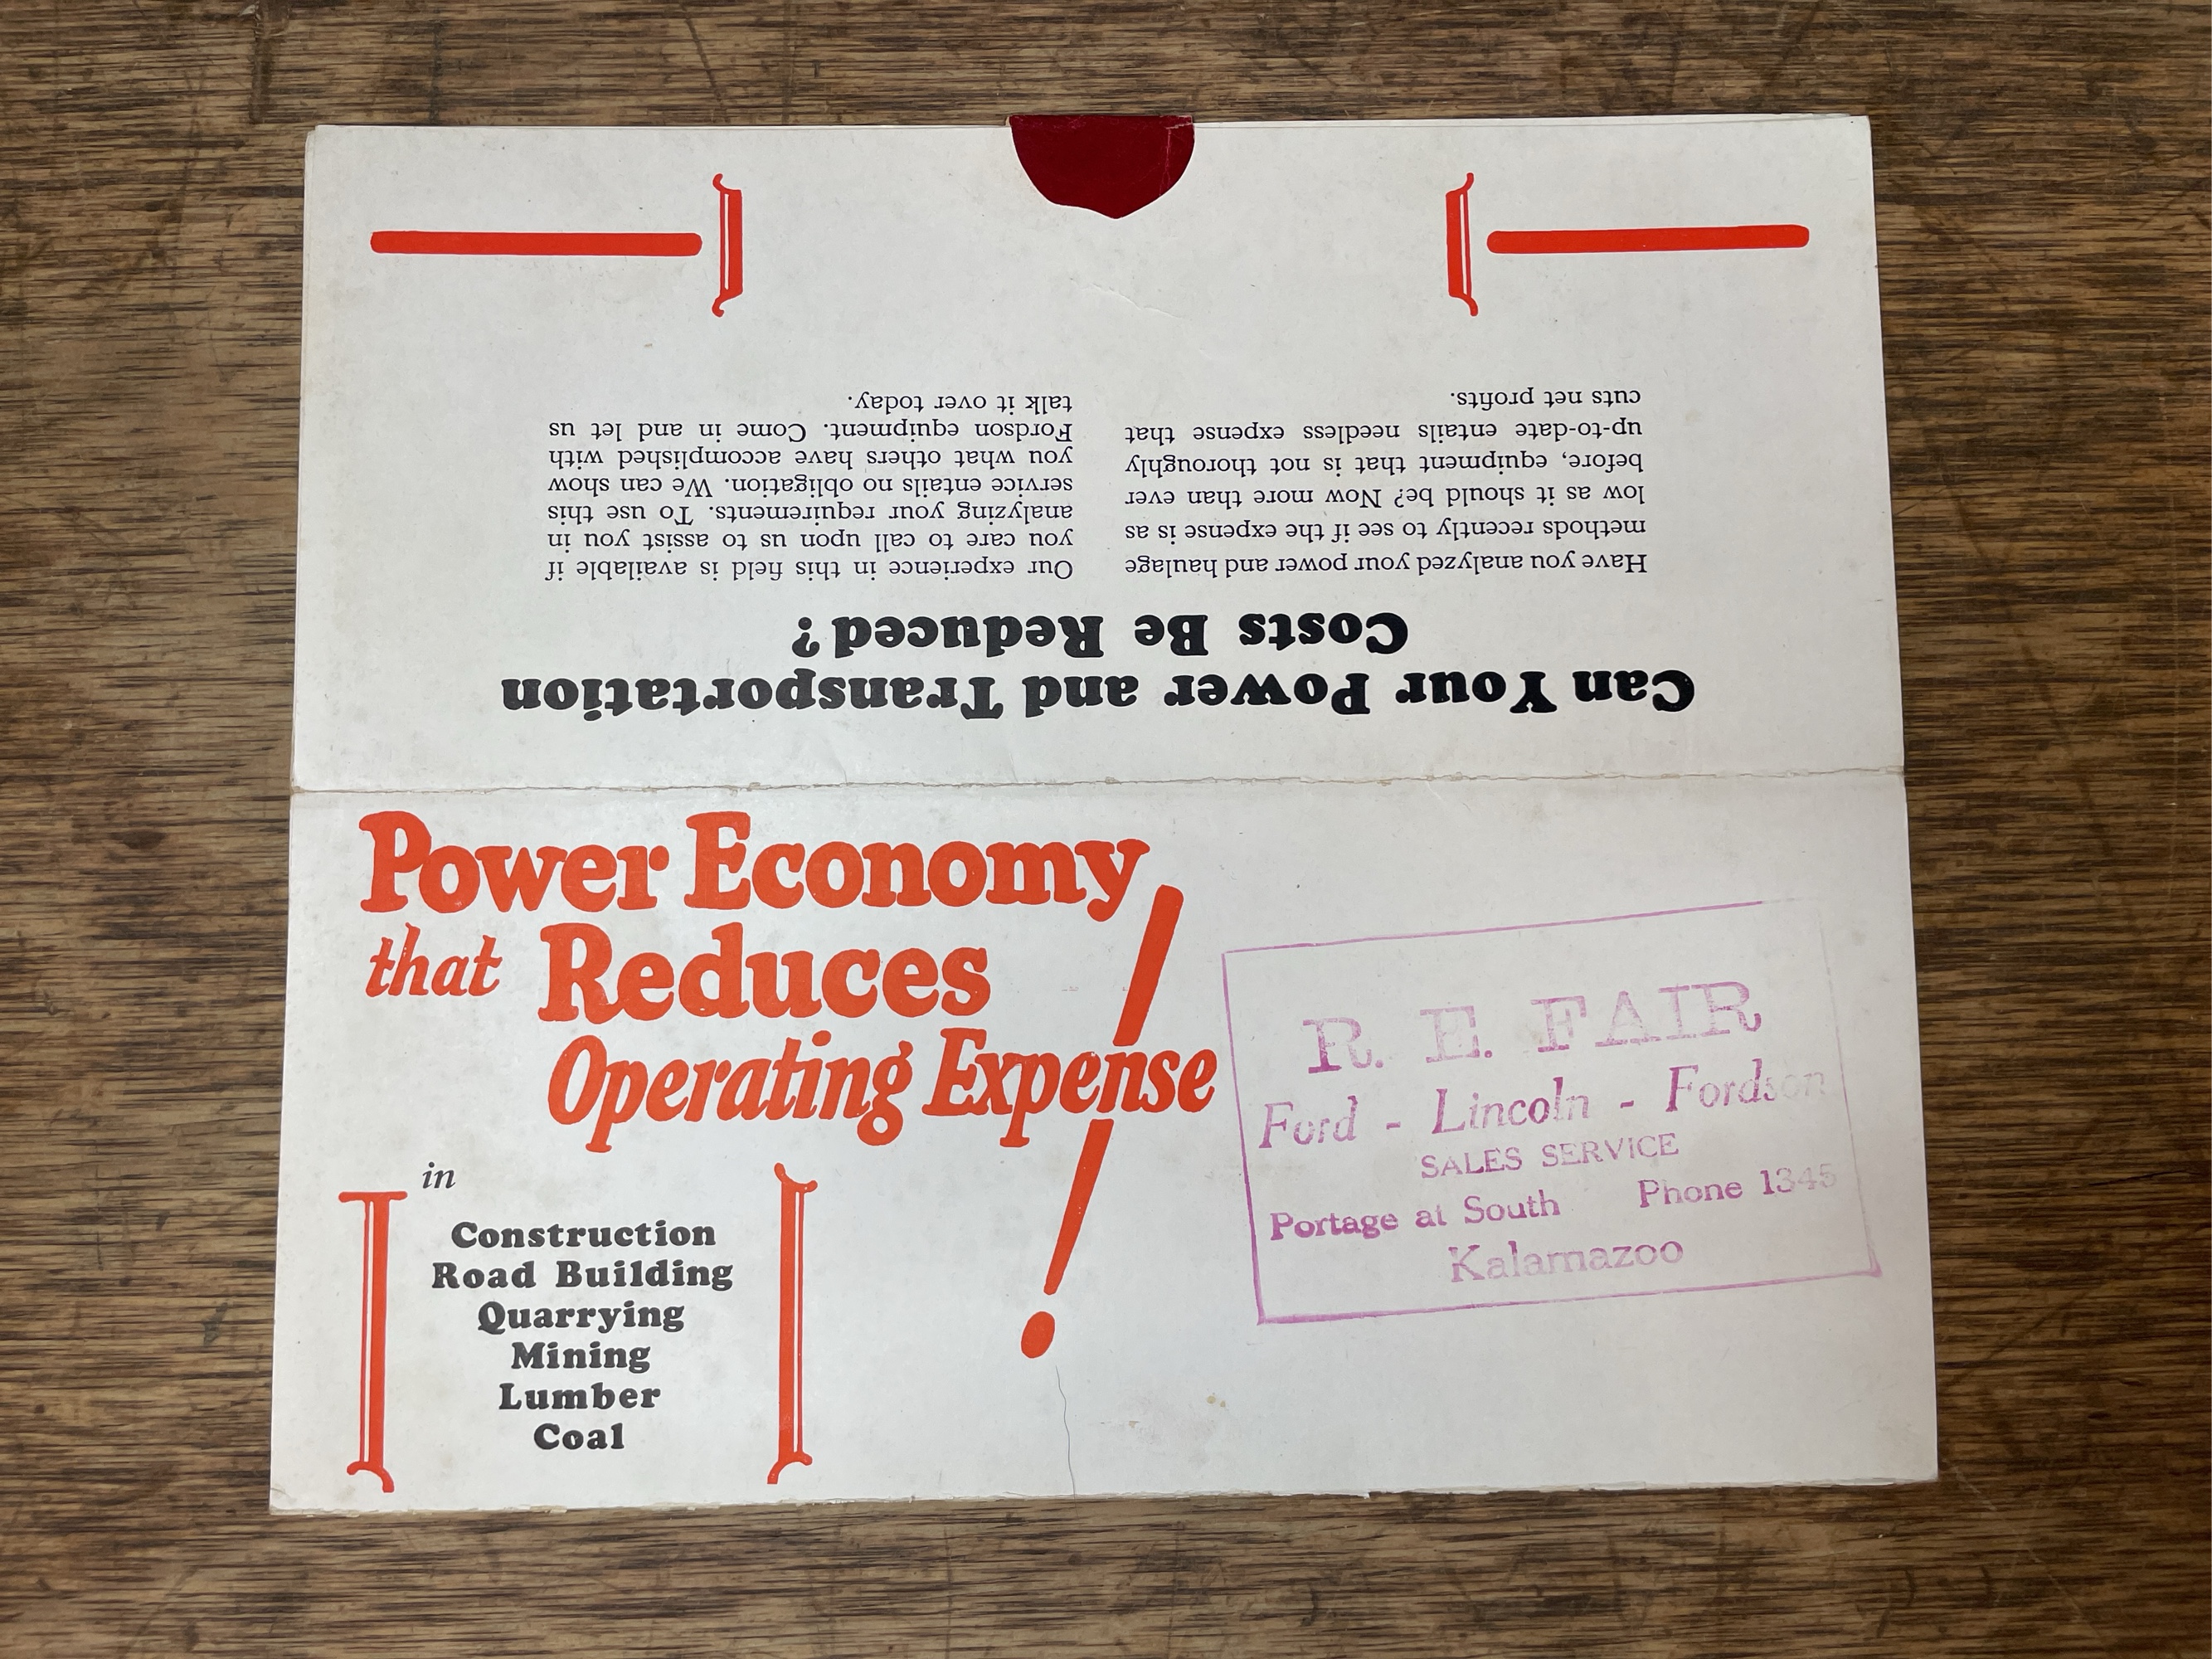 Can Your Power and Transportation
Costs Be Reduced?
Have you analyzed your power and haulage
methods recently to see if the expense is as
low as it should be? Now more than ever
before, equipment that is not thoroughly
up-to-date entails needless expense that
cuts net profits.
Our experience in this field is available if
you care to call upon us to assist you in
analyzing your requirements. To use this
service entails no obligation. We can show
you what others have accomplished with
Fordson equipment. Come in and let us
talk it over today.
Power Economy
that Reduces
Operating Expense!
in
Construction
Road Building
Quarrying
Mining
Lumber
Coal
R. E. FAIR
Ford - Lincoln - Fordson
SALES SERVICE
Portage at South Phone 1345
Kalamazoo